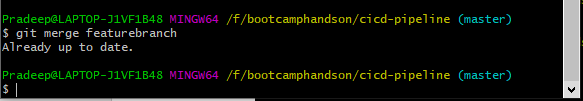 Pradeep@LAPTOP-J1VF1B48 MINGW64 /f/bootcamphandson/cicd-pipeline (master)
$ git merge featurebranch
Already up to date.
Pradeep@LAPTOP-J1VF1B48 MINGW64 /f/bootcamphandson/cicd-pipeline (master)
$